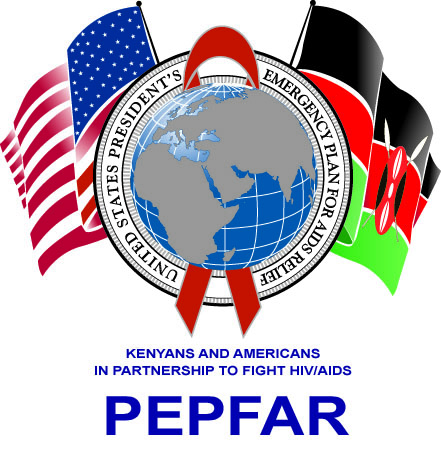 UNITED STATES PRESIDENT'S
EMERGENCY PLAN FOR AIDS RELIEF
KENYANS AND AMERICANS
IN PARTNERSHIP TO FIGHT HIV/AIDS
PEPFAR